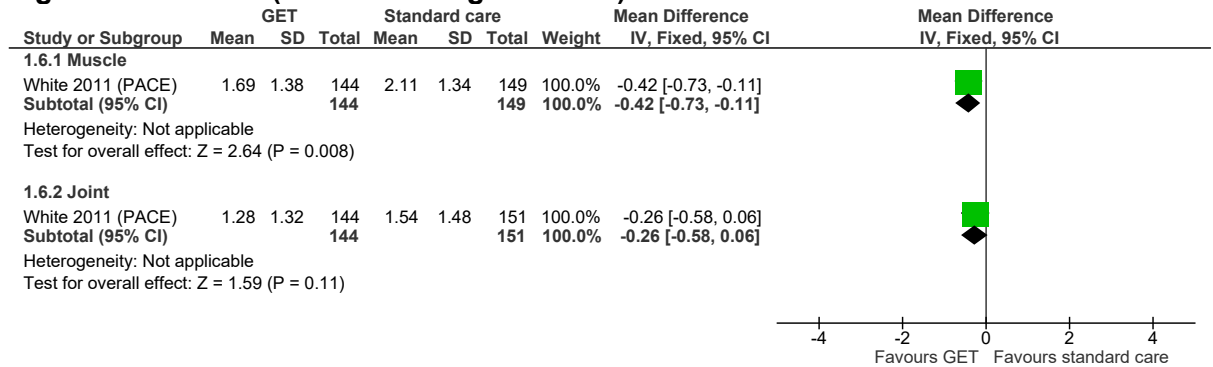 GET Standard care Mean Difference Mean Difference
Study or Subgroup Mean SD Total Mean SD Total Weight IV, Fixed, 95% CI IV, Fixed, 95% CI
1.6.1 Muscle
White 2011 (PACE) 1.69 1.38 144 2.11 1.34 149 100.0% -0.42 [-0.73, -0.11]
Subtotal (95% CI) 144 149 100.0% -0.42 [-0.73, -0.11]
Heterogeneity: Not applicable
Test for overall effect: Z = 2.64 (P = 0.008)
1.6.2 Joint
White 2011 (PACE) 1.28 1.32 144 1.54 1.48 151 100.0% -0.26 [-0.58, 0.06]
Subtotal (95% CI) 144 151 100.0% -0.26 [-0.58, 0.06]
Heterogeneity: Not applicable
Test for overall effect: Z = 1.59 (P = 0.11)
-4 -2 0 2 4
Favours GET Favours standard care